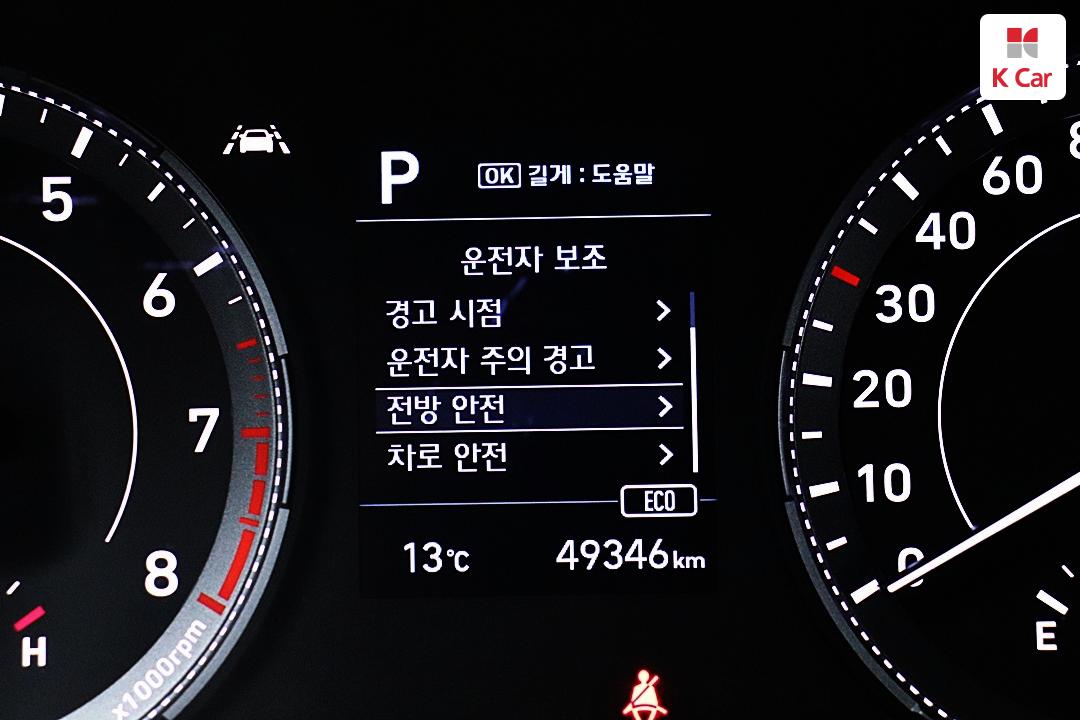 K Car
P
OK 길게 : 도움말
운전자 보조
경고 시점
운전자 주의 경고
전방 안전
차로 안전
ECO
13℃
49346km
5
6
7
8
x1000rpm
H
60
40
30
20
10
0
E